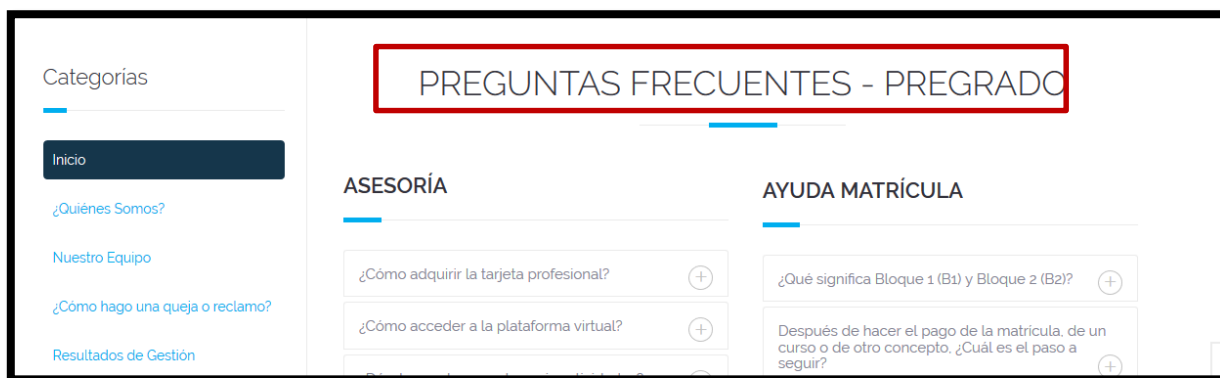 Categorías
Inicio
¿Quiénes Somos?
Nuestro Equipo
¿Cómo hago una queja o reclamo?
Resultados de Gestión
PREGUNTAS FRECUENTES - PREGRADO
ASESORÍA
¿Cómo adquirir la tarjeta profesional?
¿Cómo acceder a la plataforma virtual?
AYUDA MATRÍCULA
¿Qué significa Bloque 1 (B1) y Bloque 2 (B2)?
Después de hacer el pago de la matrícula, de un
curso o de otro concepto, ¿Cuál es el paso a
seguir?